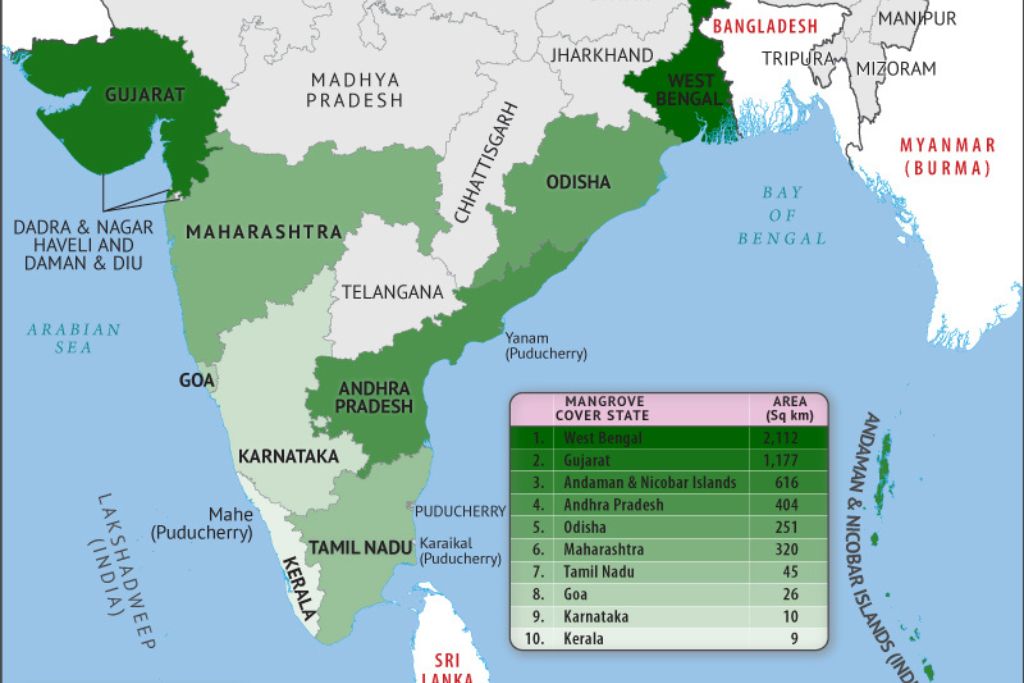 MANIPUR
BANGLADESH
JHARKHAND
TRIPURA
MIZORAM
MADHYA
PRADESH
WEST
BENGAL
GUJARAT
CHHATTISGARH
MYANMAR
(BURMA)
ODISHA
BAY
OF
BENGAL
DADRA & NAGAR
HAVELI AND
DAMAN & DIU
MAHARASHTRA
TELANGANA
ARABIAN
SEA
Yanam
(Puducherry)
GOA
ANDHRA
PRADESH
KARNATAKA
LAKSHADWEEP
(INDIA)
Mahe
(Puducherry)
PUDUCHERRY
TAMIL NADU
Karaikal
(Puducherry)
KERALA
SRI
LANKA
ANDAMAN & NICOBAR ISLANDS (IND
MANGROVE COVER STATE AREA (Sq km)
1. West Bengal 2,112
2. Gujarat 1,177
3. Andaman & Nicobar Islands 616
4. Andhra Pradesh 404
5. Odisha 251
6. Maharashtra 320
7. Tamil Nadu 45
8. Goa 26
9. Karnataka 10
10. Kerala 9